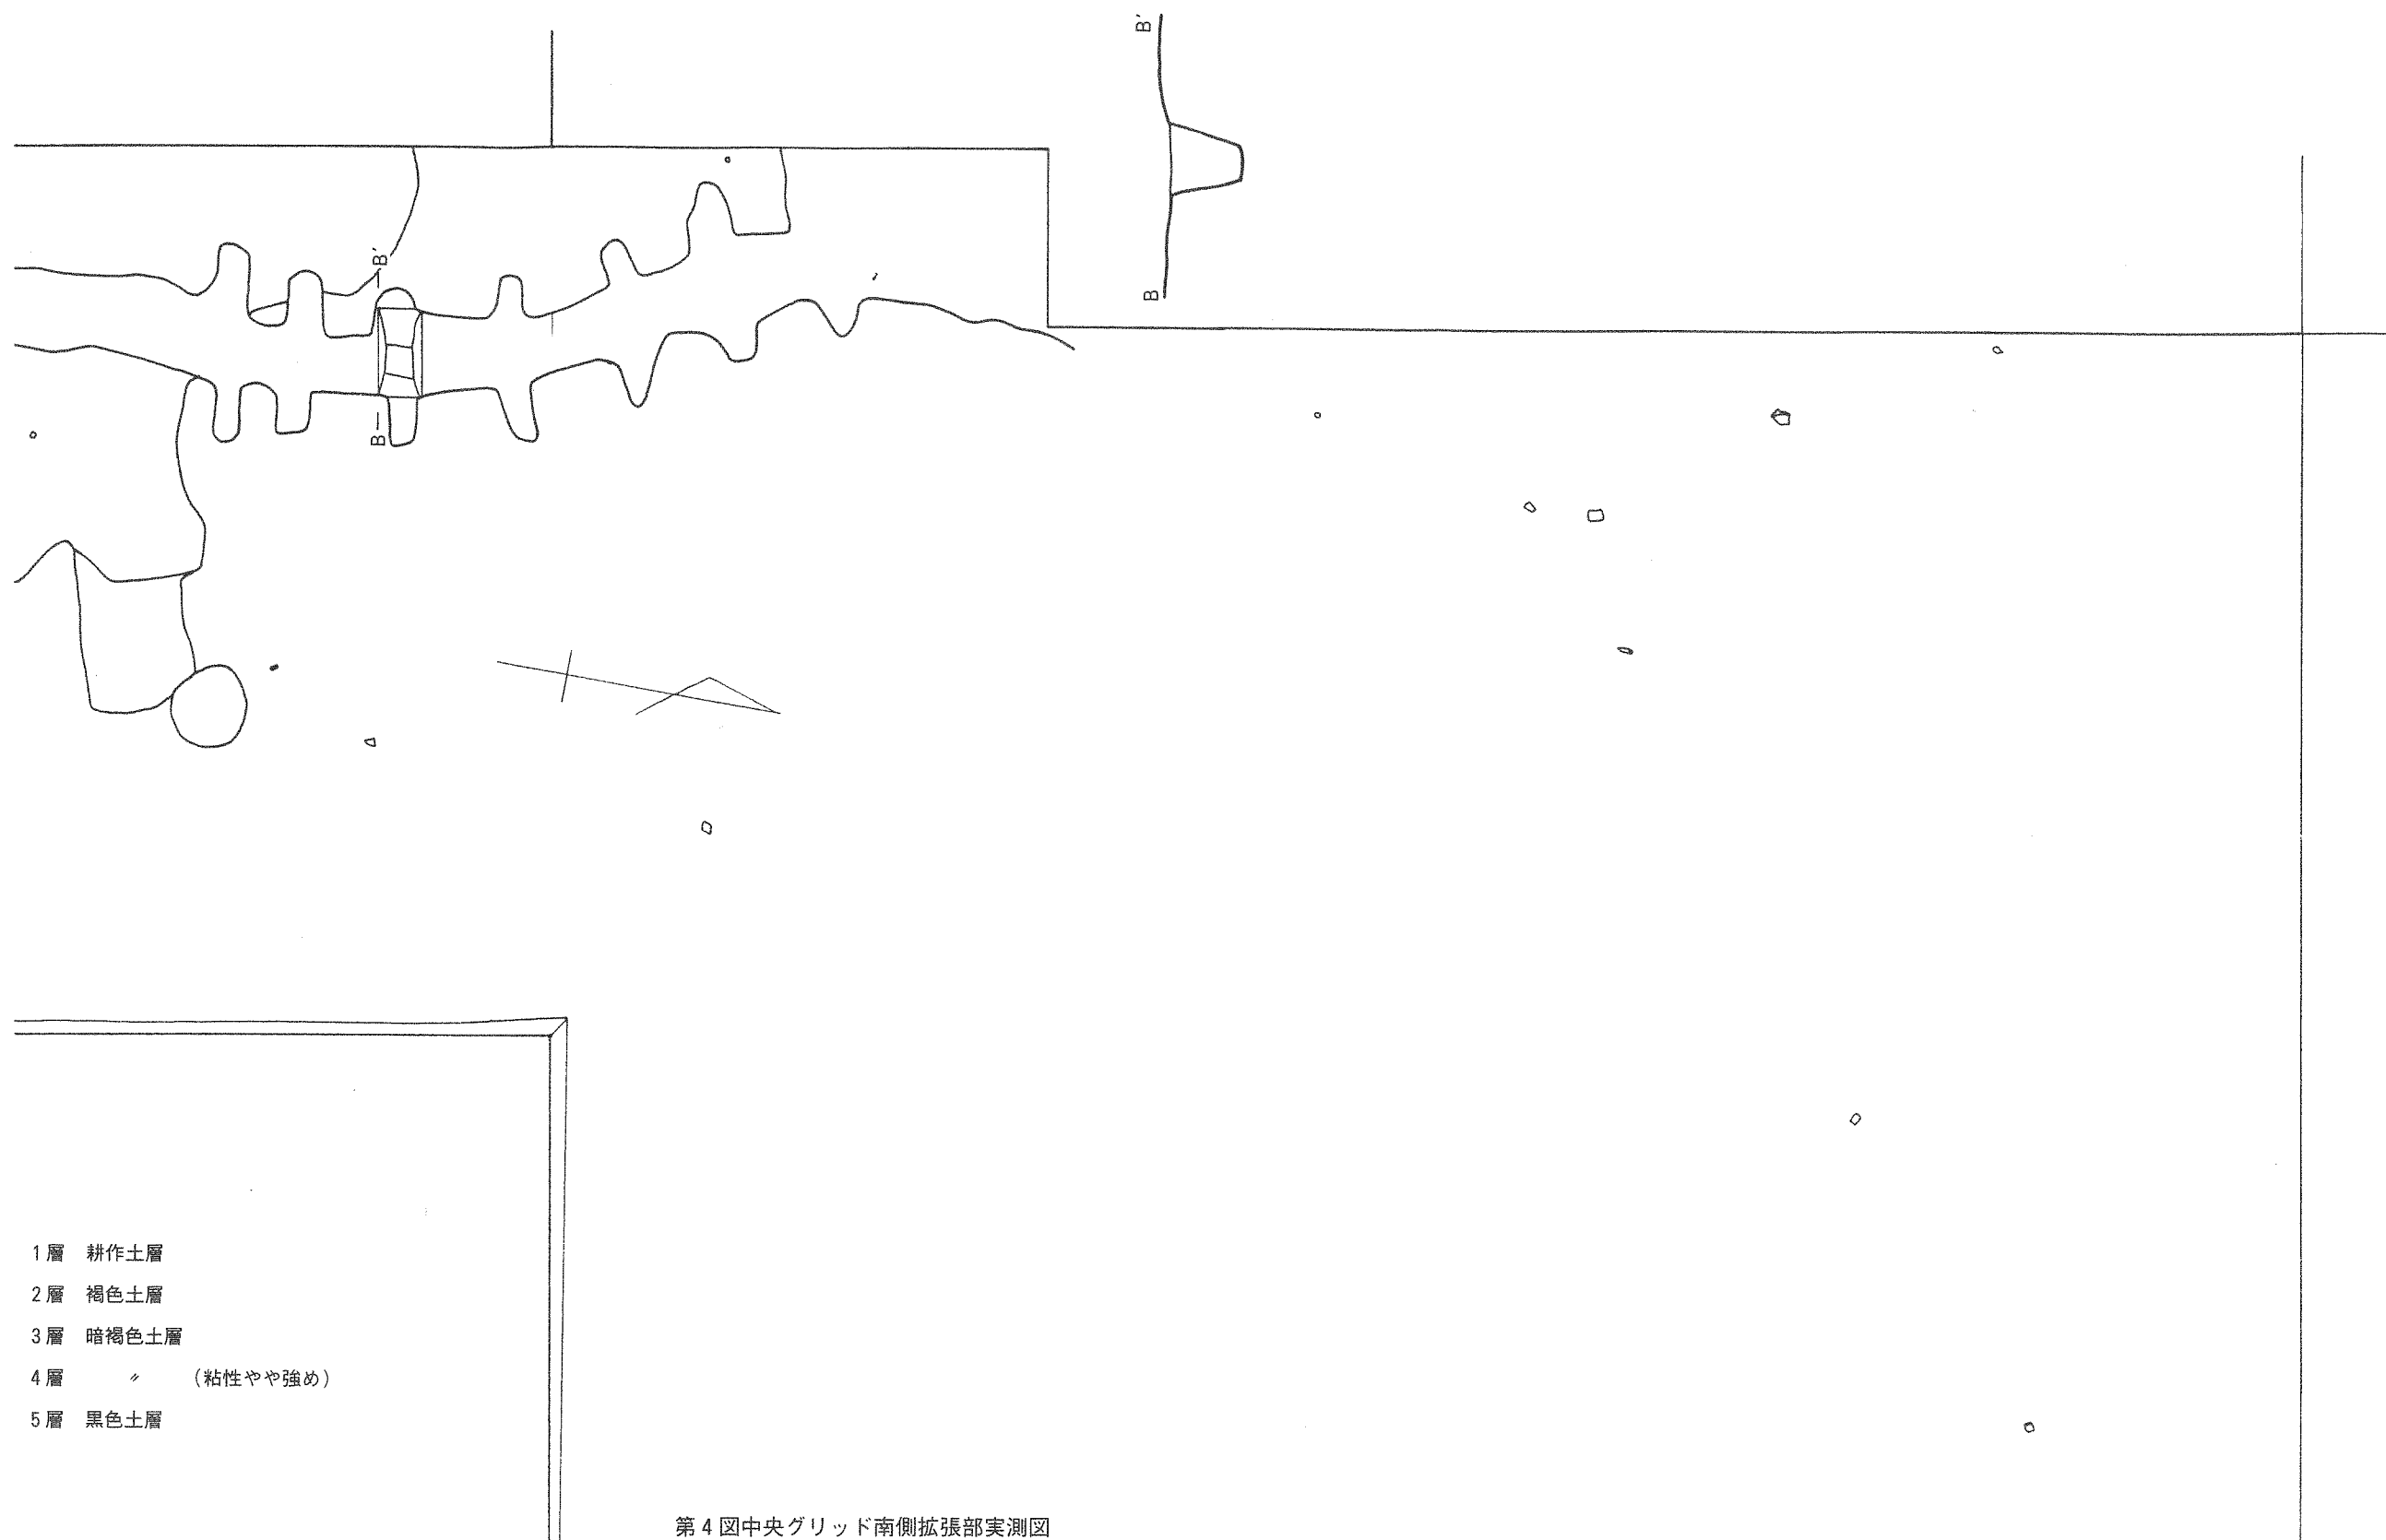 B'
B
B'
B
1層 耕作土層
2層 褐色土層
3層 暗褐色土層
4層 〃 （粘性やや強め）
5層 黒色土層
第4図中央グリッド南側拡張部実測図